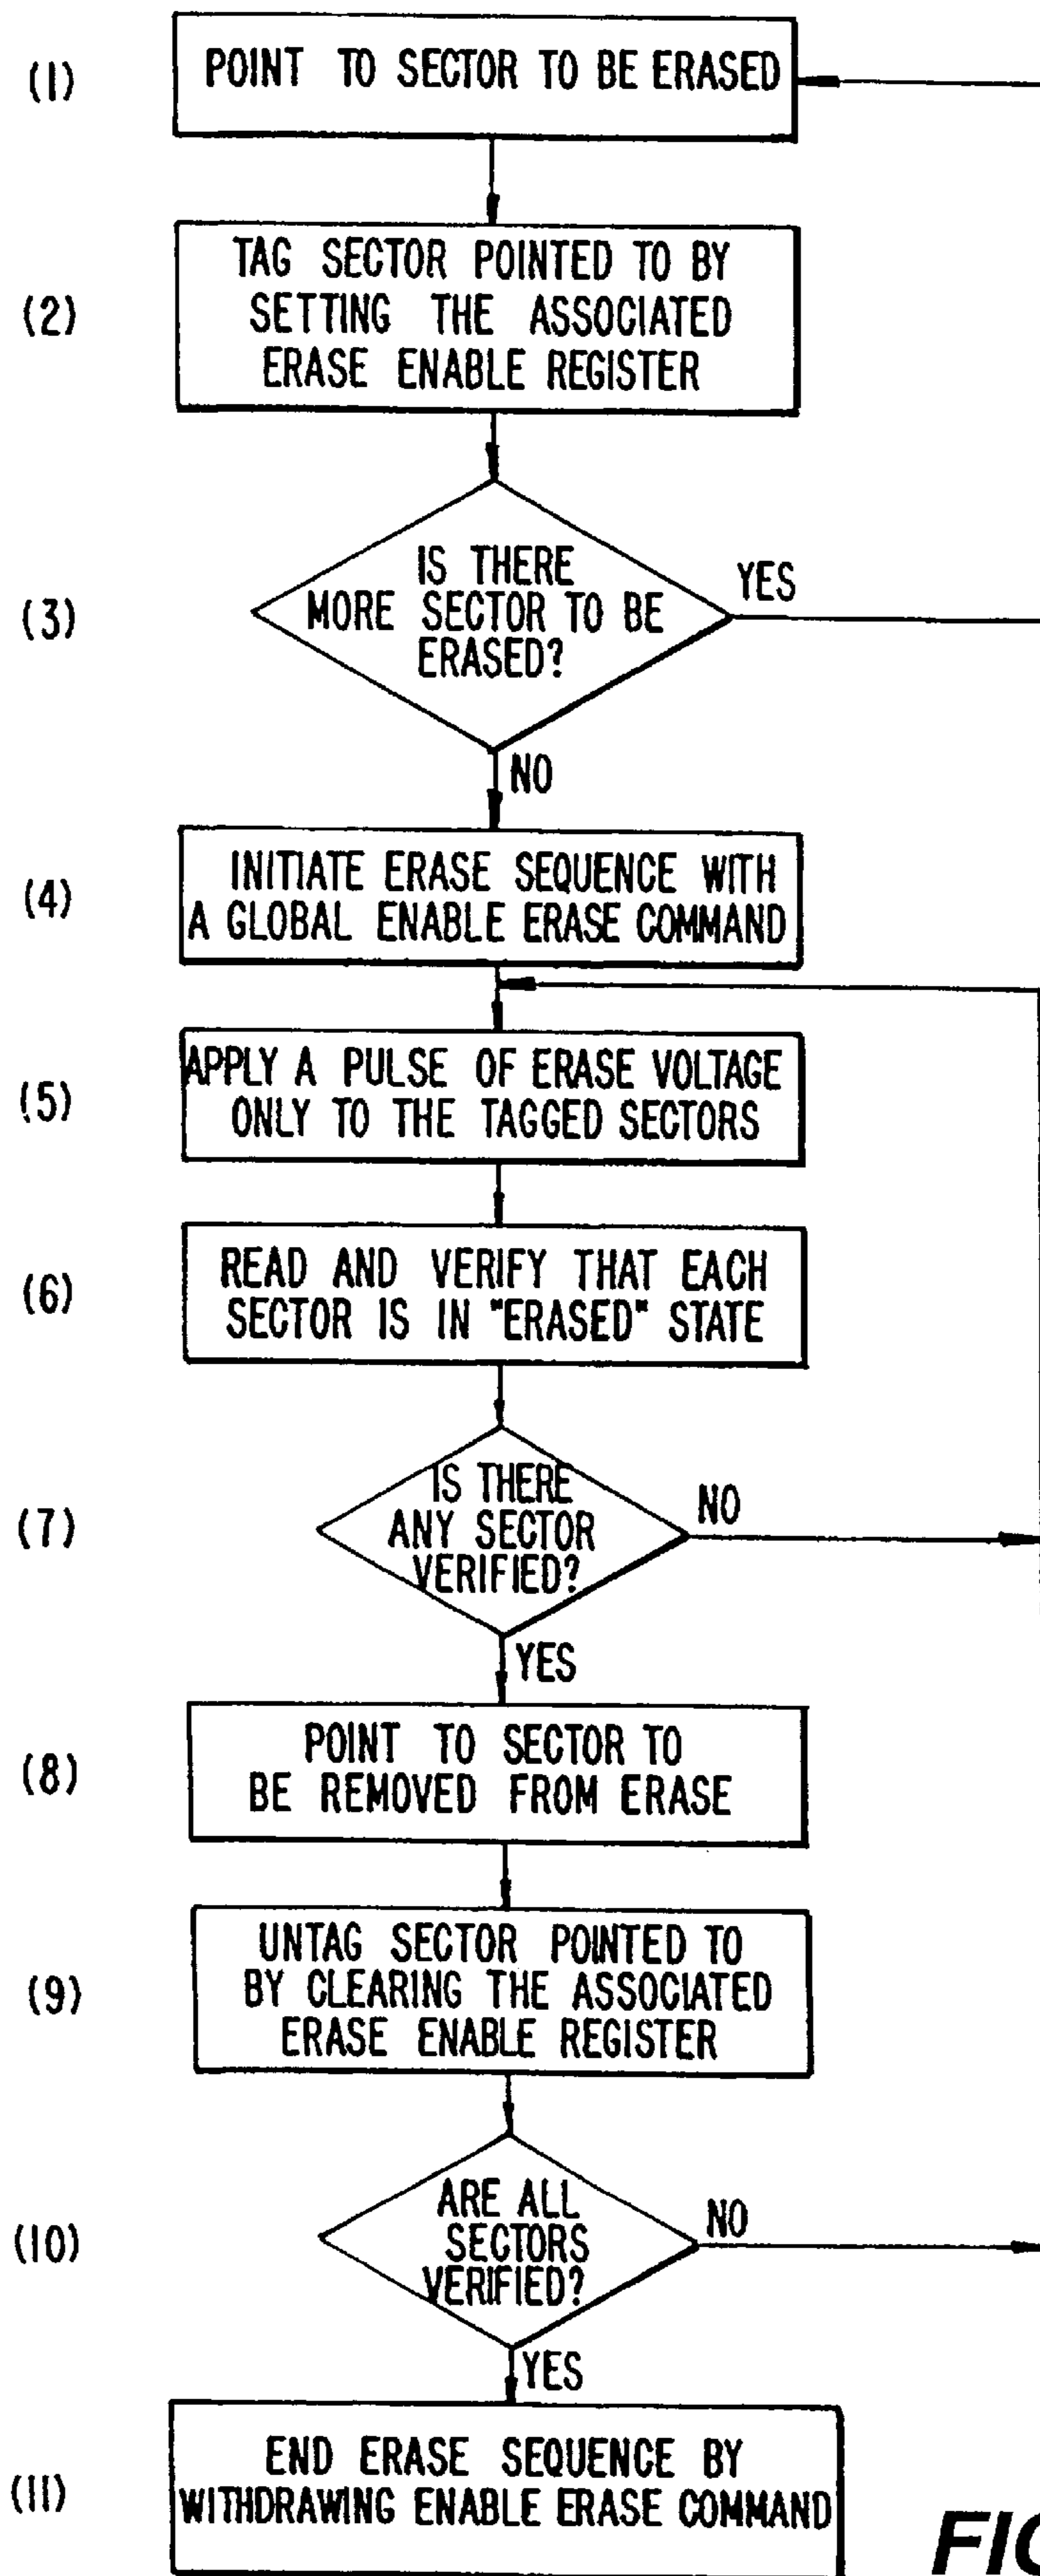 (1)
POINT TO SECTOR TO BE ERASED
(2)
TAG SECTOR POINTED TO BY
SETTING THE ASSOCIATED
ERASE ENABLE REGISTER
(3)
IS THERE
MORE SECTOR TO BE
ERASED?
YES
NO
(4)
INITIATE ERASE SEQUENCE WITH
A GLOBAL ENABLE ERASE COMMAND
(5)
APPLY A PULSE OF ERASE VOLTAGE
ONLY TO THE TAGGED SECTORS
(6)
READ AND VERIFY THAT EACH
SECTOR IS IN "ERASED" STATE
(7)
IS THERE
ANY SECTOR
VERIFIED?
NO
YES
(8)
POINT TO SECTOR TO
BE REMOVED FROM ERASE
(9)
UNTAG SECTOR POINTED TO
BY CLEARING THE ASSOCIATED
ERASE ENABLE REGISTER
(10)
ARE ALL
SECTORS
VERIFIED?
NO
YES
(11)
END ERASE SEQUENCE BY
WITHDRAWING ENABLE ERASE COMMAND